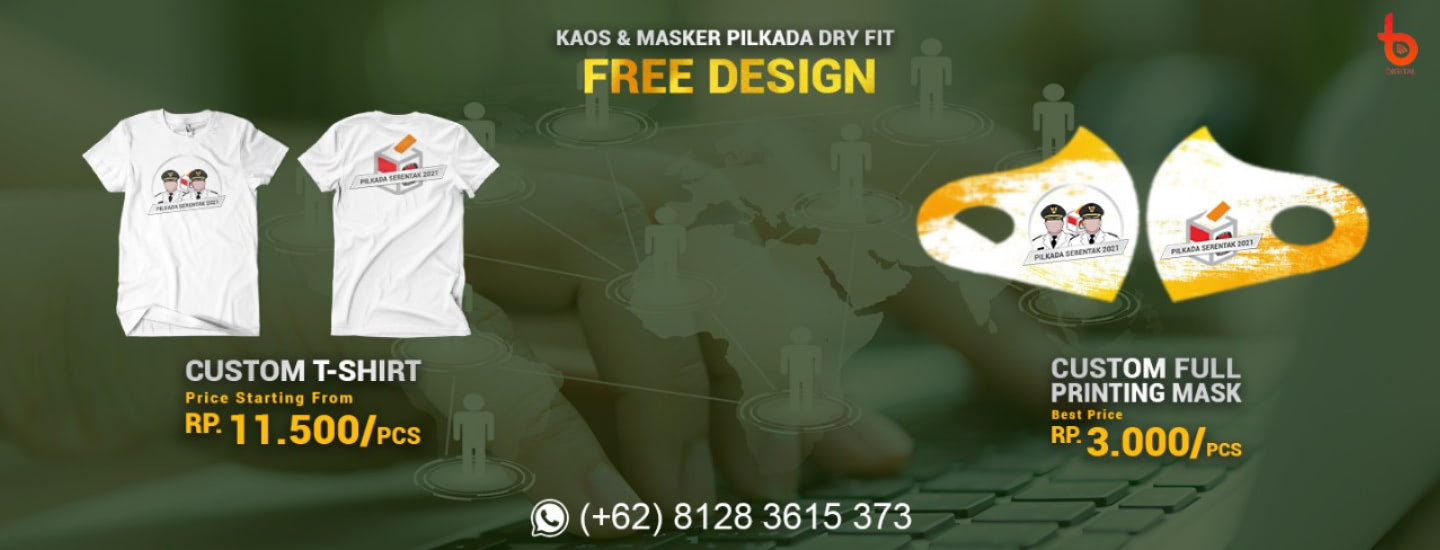 KAOS & MASKER PILKADA DRY FIT
FREE DESIGN
DIGITAL
PILKADA SERENTAK 2021
PILKADA SERENTAK 2021
PILKADA SERENTAK 2021
PILKADA SERENTAK 2021
CUSTOM T-SHIRT
Price Starting From
RP. 11.500/PCS
CUSTOM FULL
PRINTING MASK
Best Price
RP. 3.000/PCS
(+62) 8128 3615 373